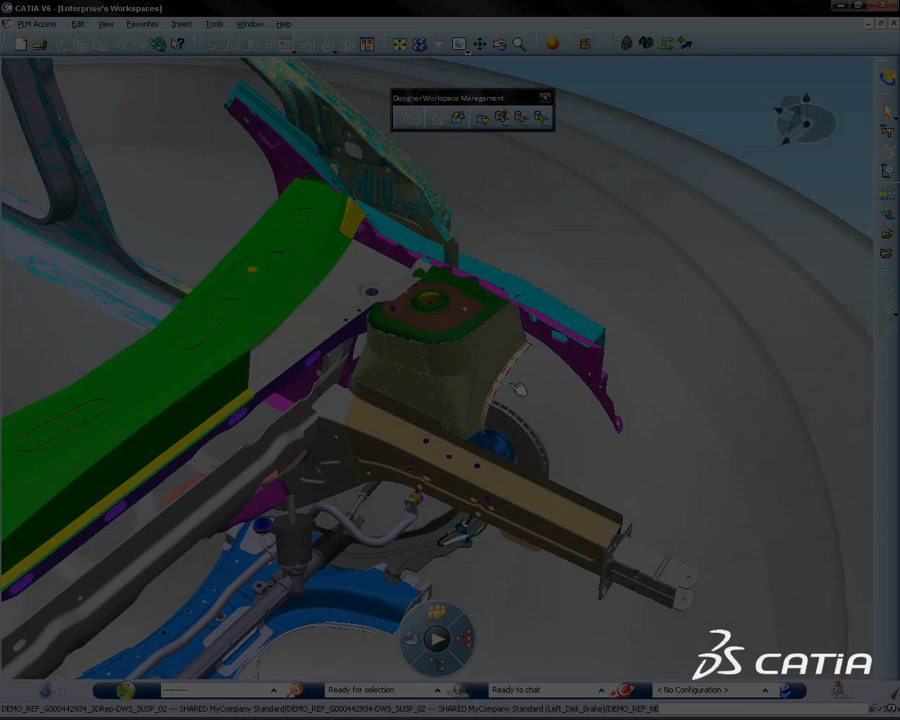 CATIA V6 - [Enterprise's Workspaces]
PLM Access Edit View Favorites Insert Tools Window Help
Designer Workspace Management
CATIA
--------- Ready for selection Ready to chat < No Configuration >
DEMO_REF_G000442934_3DRep-DWS_SUSP_02 -- SHARED MyCompany Standard/DEMO_REF_G000442934-DWS_SUSP_02 -- SHARED MyCompany Standard (Left_Disk_Brake)/DEMO_REF_NE